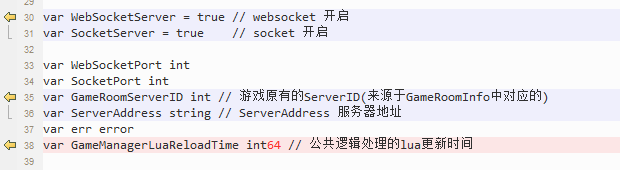 29
30 var WebSocketServer = true // websocket 开启
31 var SocketServer = true    // socket 开启
32
33 var WebSocketPort int
34 var SocketPort int
35 var GameRoomServerID int // 游戏原有的ServerID(来源于GameRoomInfo中对应的)
36 var ServerAddress string // ServerAddress 服务器地址
37 var err error
38 var GameManagerLuaReloadTime int64 // 公共逻辑处理的lua更新时间
39